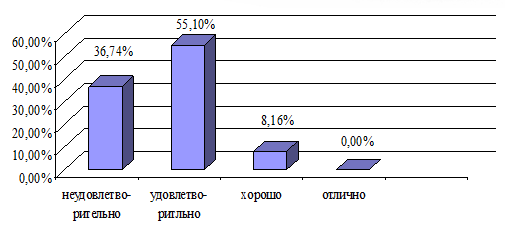 55,10%
36,74%
8,16%
0,00%
60,00%
50,00%
40,00%
30,00%
20,00%
10,00%
0,00%
неудовлетво-
рительно
удовлетво-
ритльно
хорошо
отлично